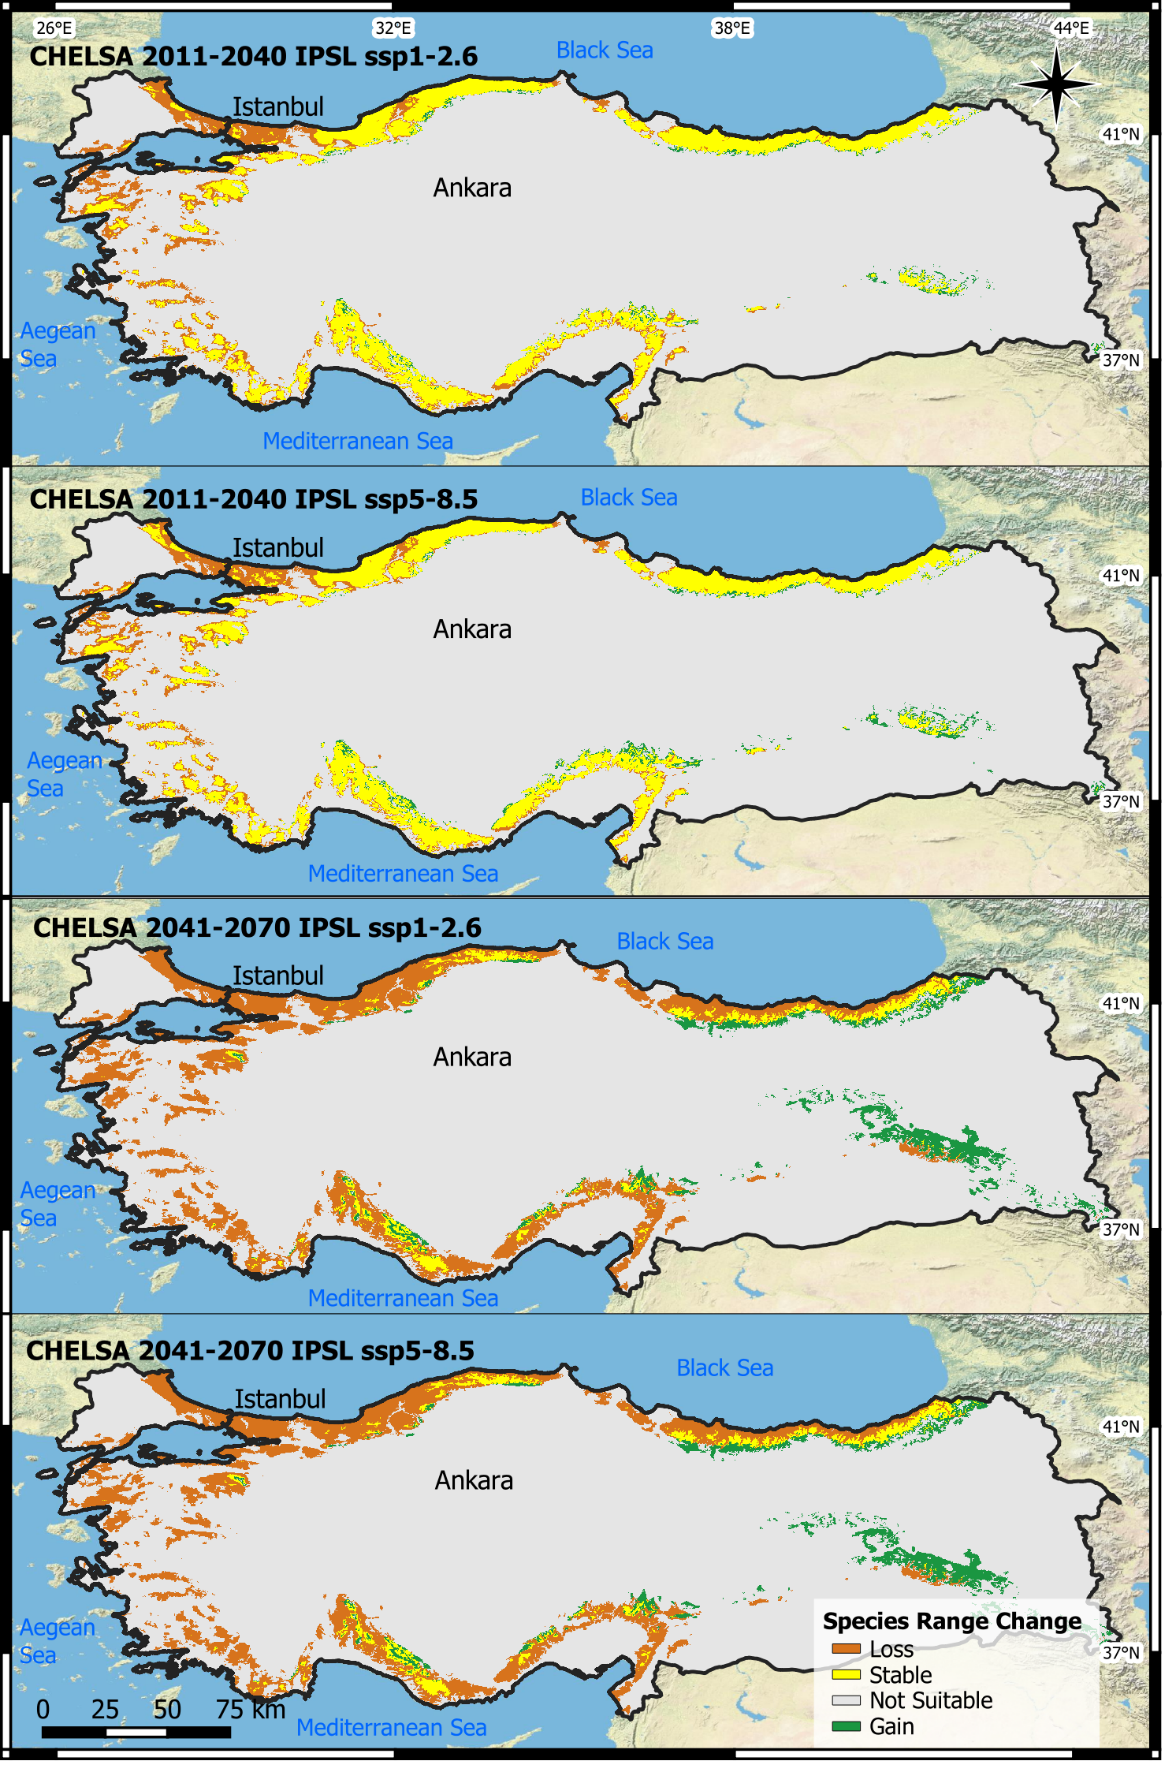 26°E 32°E 38°E 44°E
CHELSA 2011-2040 IPSL ssp1-2.6
Black Sea
Istanbul
41°N
Ankara
Aegean
Sea
37°N
Mediterranean Sea
CHELSA 2011-2040 IPSL ssp5-8.5
Black Sea
Istanbul
41°N
Ankara
Aegean
Sea
37°N
Mediterranean Sea
CHELSA 2041-2070 IPSL ssp1-2.6
Black Sea
Istanbul
41°N
Ankara
Aegean
Sea
37°N
Mediterranean Sea
CHELSA 2041-2070 IPSL ssp5-8.5
Black Sea
Istanbul
41°N
Ankara
Aegean
Sea
37°N
Species Range Change
Loss
Stable
Not Suitable
Gain
0 25 50 75 km
Mediterranean Sea